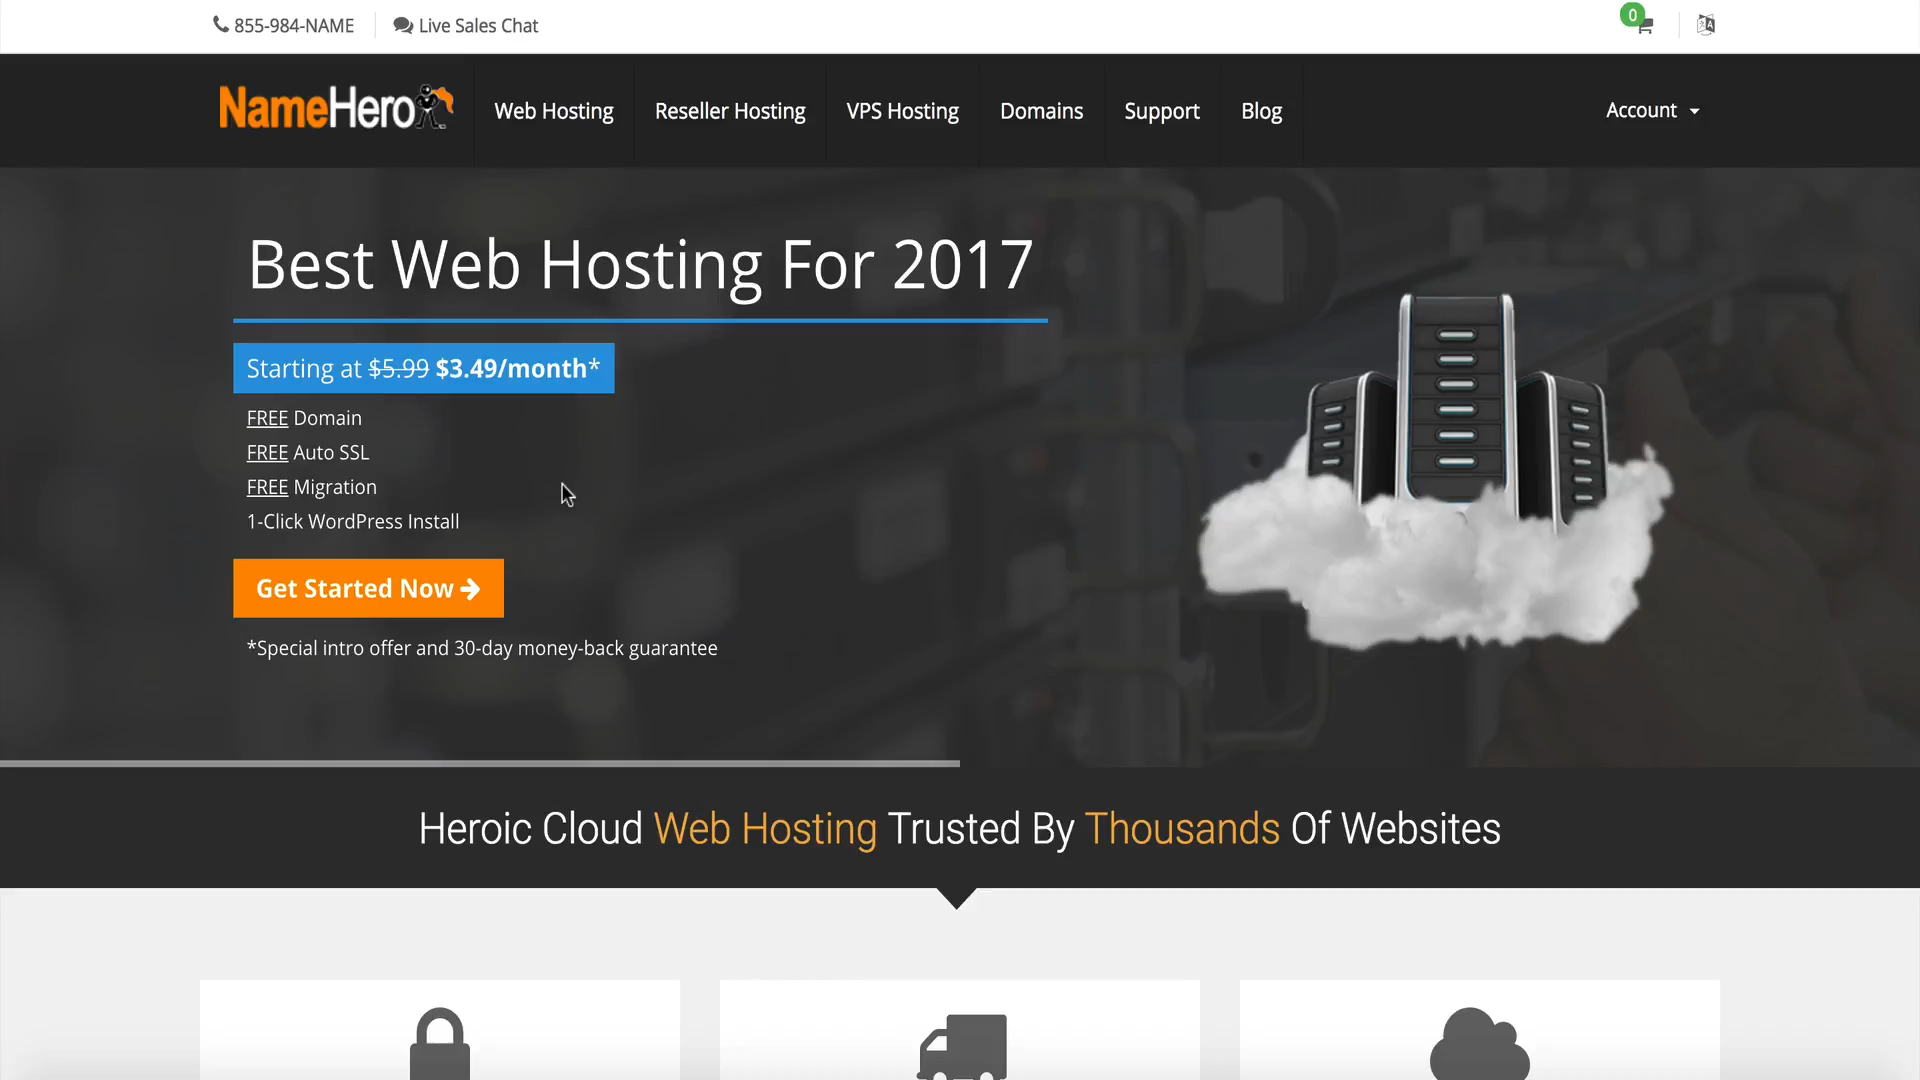 855-984-NAME
Live Sales Chat
0
NameHero
Web Hosting
Reseller Hosting
VPS Hosting
Domains
Support
Blog
Account
Best Web Hosting For 2017
Starting at $5.99 $3.49/month*
FREE Domain
FREE Auto SSL
FREE Migration
1-Click WordPress Install
Get Started Now
*Special intro offer and 30-day money-back guarantee
Heroic Cloud Web Hosting Trusted By Thousands Of Websites